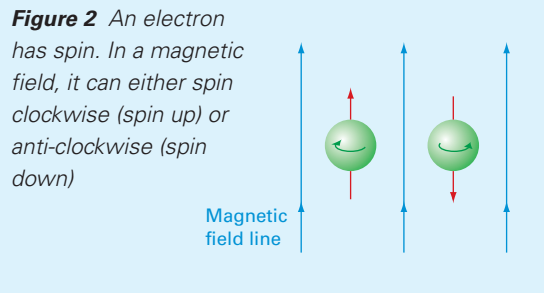 Figure 2 An electron
has spin. In a magnetic
field, it can either spin
clockwise (spin up) or
anti-clockwise (spin
down)
Magnetic
field line